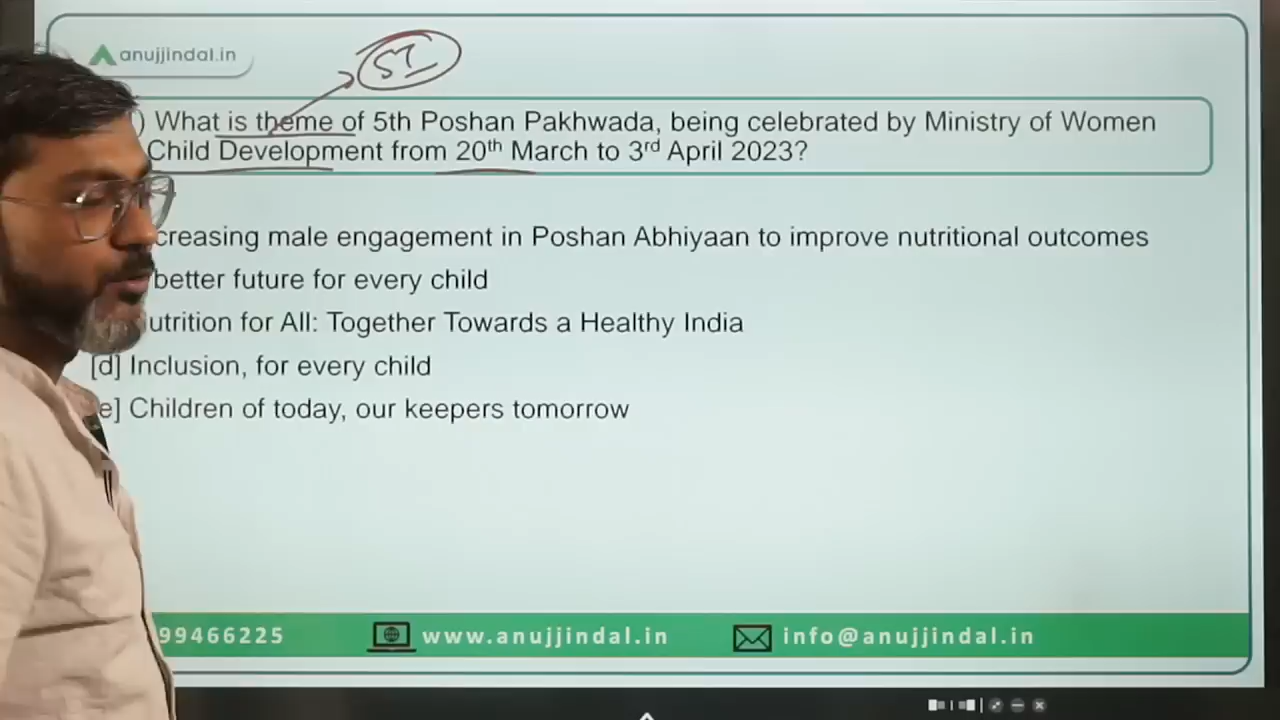 anujjindal.in
ST
) What is theme of 5th Poshan Pakhwada, being celebrated by Ministry of Women
Child Development from 20th March to 3rd April 2023?
creasing male engagement in Poshan Abhiyaan to improve nutritional outcomes
better future for every child
utrition for All: Together Towards a Healthy India
[d] Inclusion, for every child
e] Children of today, our keepers tomorrow
99466225
www.anujjindal.in
info@anujjindal.in